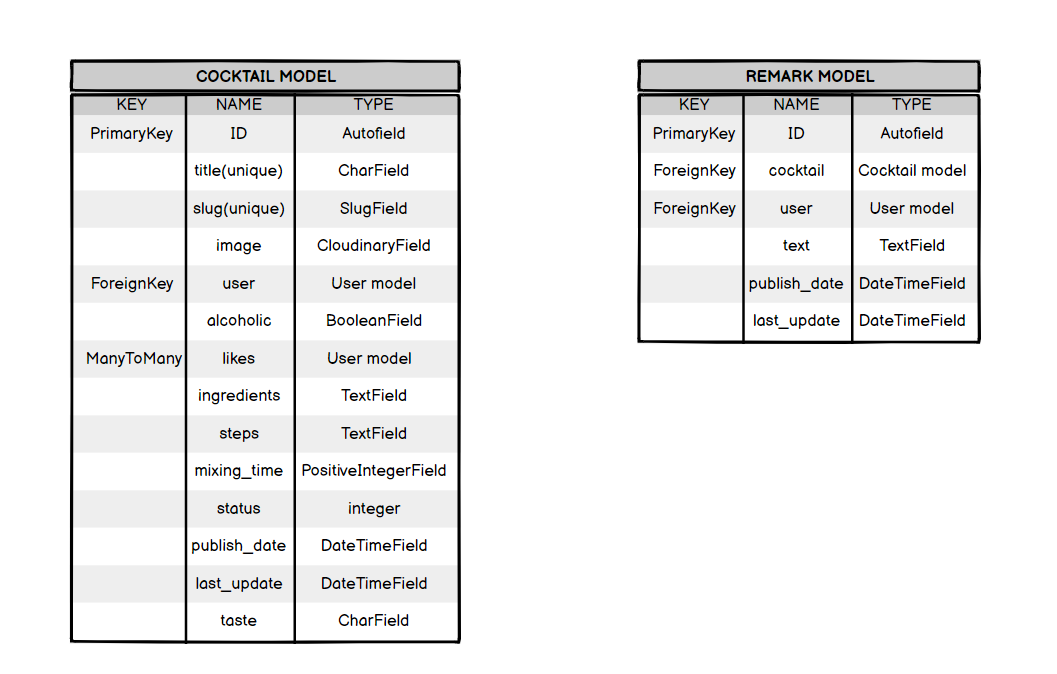 COCKTAIL MODEL
KEY NAME TYPE
PrimaryKey ID Autofield
title(unique) CharField
slug(unique) SlugField
image CloudinaryField
ForeignKey user User model
alcoholic BooleanField
ManyToMany likes User model
ingredients TextField
steps TextField
mixing_time PositiveIntegerField
status integer
publish_date DateTimeField
last_update DateTimeField
taste CharField
REMARK MODEL
KEY NAME TYPE
PrimaryKey ID Autofield
ForeignKey cocktail Cocktail model
ForeignKey user User model
text TextField
publish_date DateTimeField
last_update DateTimeField